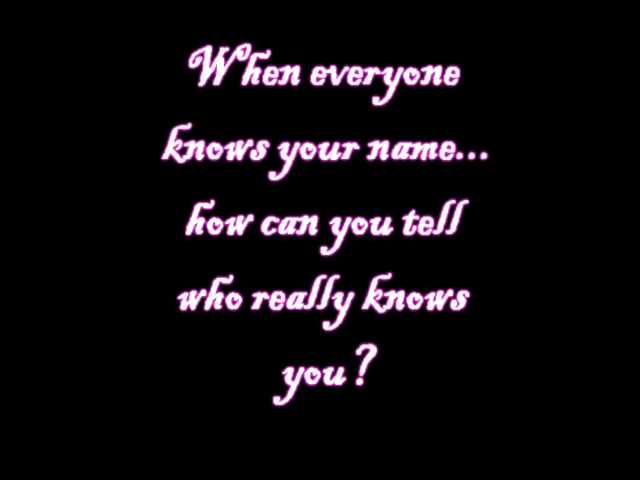 When everyone
knows your name...
how can you tell
who really knows
you?